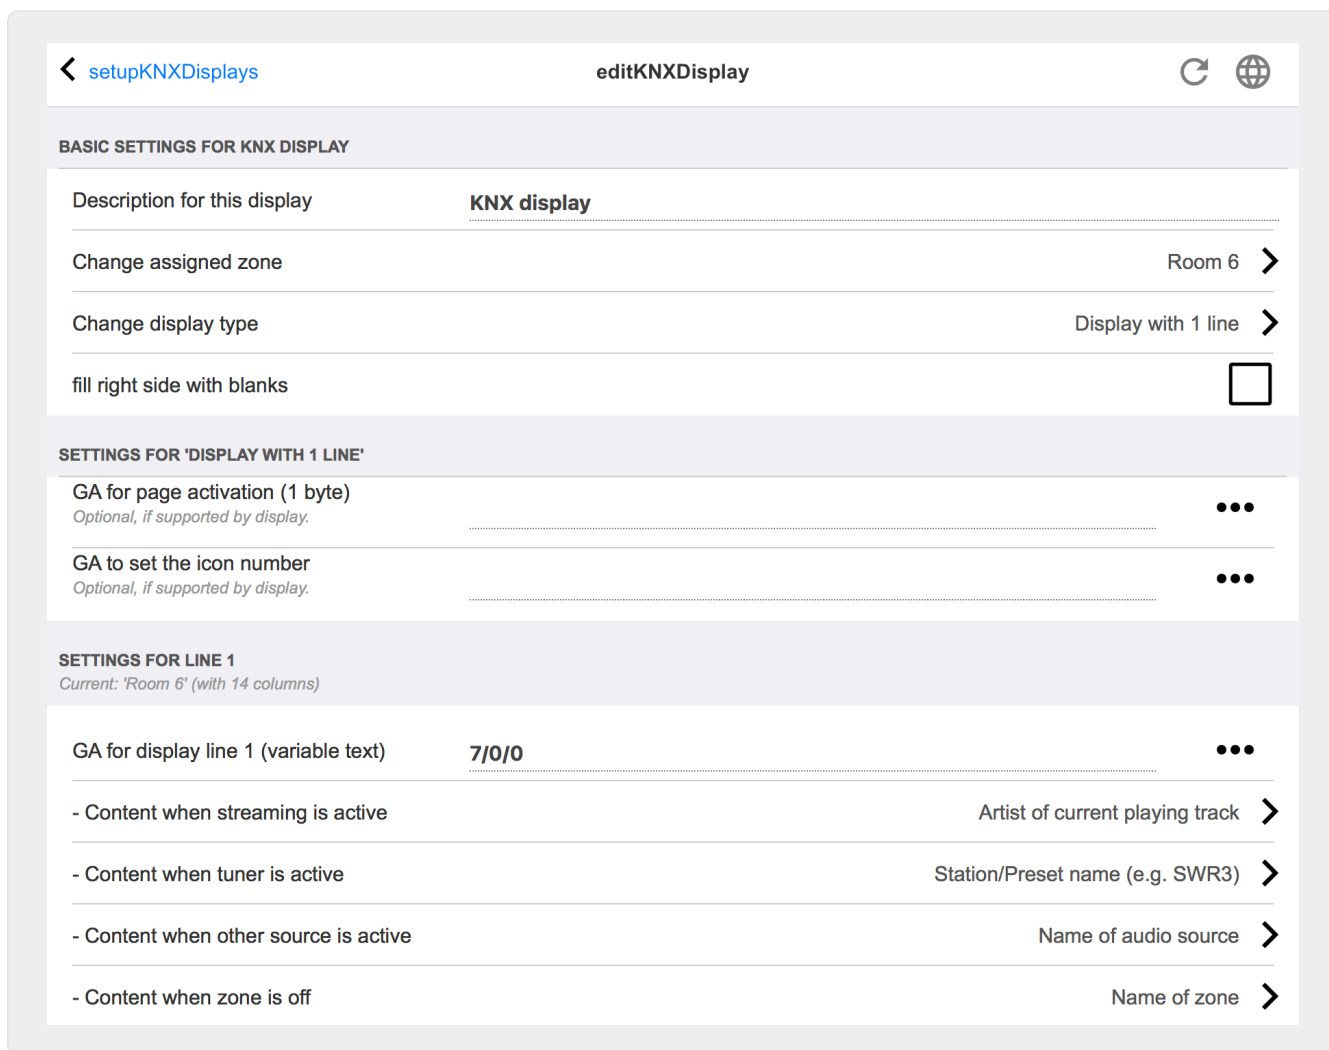 setupKNXDisplays editKNXDisplay
BASIC SETTINGS FOR KNX DISPLAY
Description for this display KNX display
Change assigned zone Room 6
Change display type Display with 1 line
fill right side with blanks
SETTINGS FOR 'DISPLAY WITH 1 LINE'
GA for page activation (1 byte)
Optional, if supported by display.
GA to set the icon number
Optional, if supported by display.
SETTINGS FOR LINE 1
Current: 'Room 6' (with 14 columns)
GA for display line 1 (variable text) 7/0/0
- Content when streaming is active Artist of current playing track
- Content when tuner is active Station/Preset name (e.g. SWR3)
- Content when other source is active Name of audio source
- Content when zone is off Name of zone